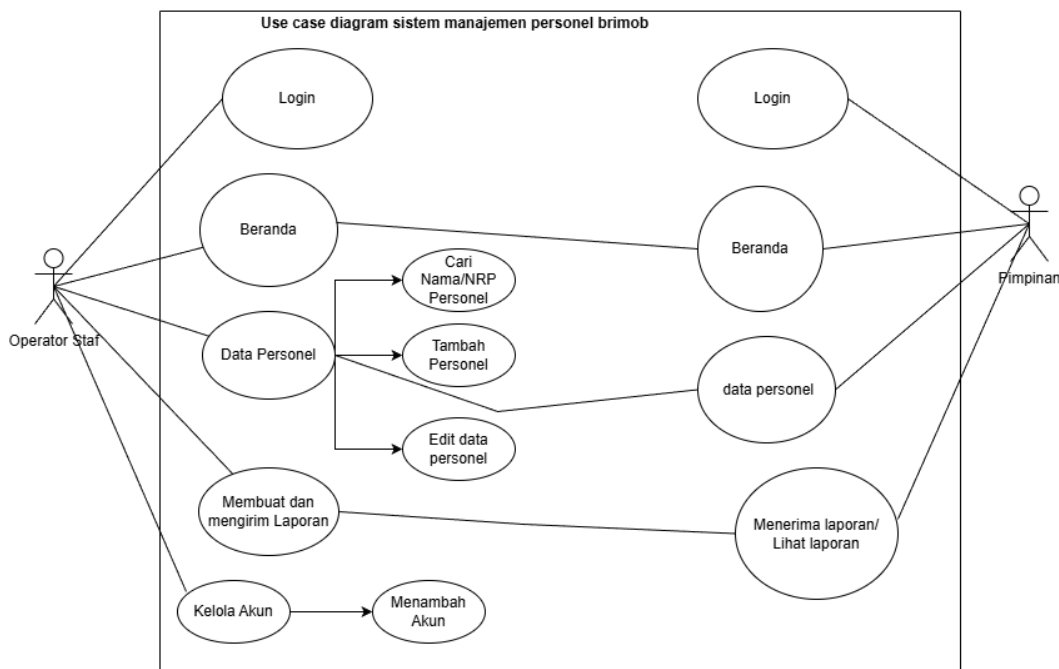 Use case diagram sistem manajemen personel brimob
Login
Login
Beranda
Beranda
Cari
Nama/NRP
Personel
Operator Staf
Pimpinan
Data Personel
Tambah
Personel
data personel
Edit data
personel
Membuat dan
mengirim Laporan
Menerima laporan/
Lihat laporan
Kelola Akun
Menambah
Akun